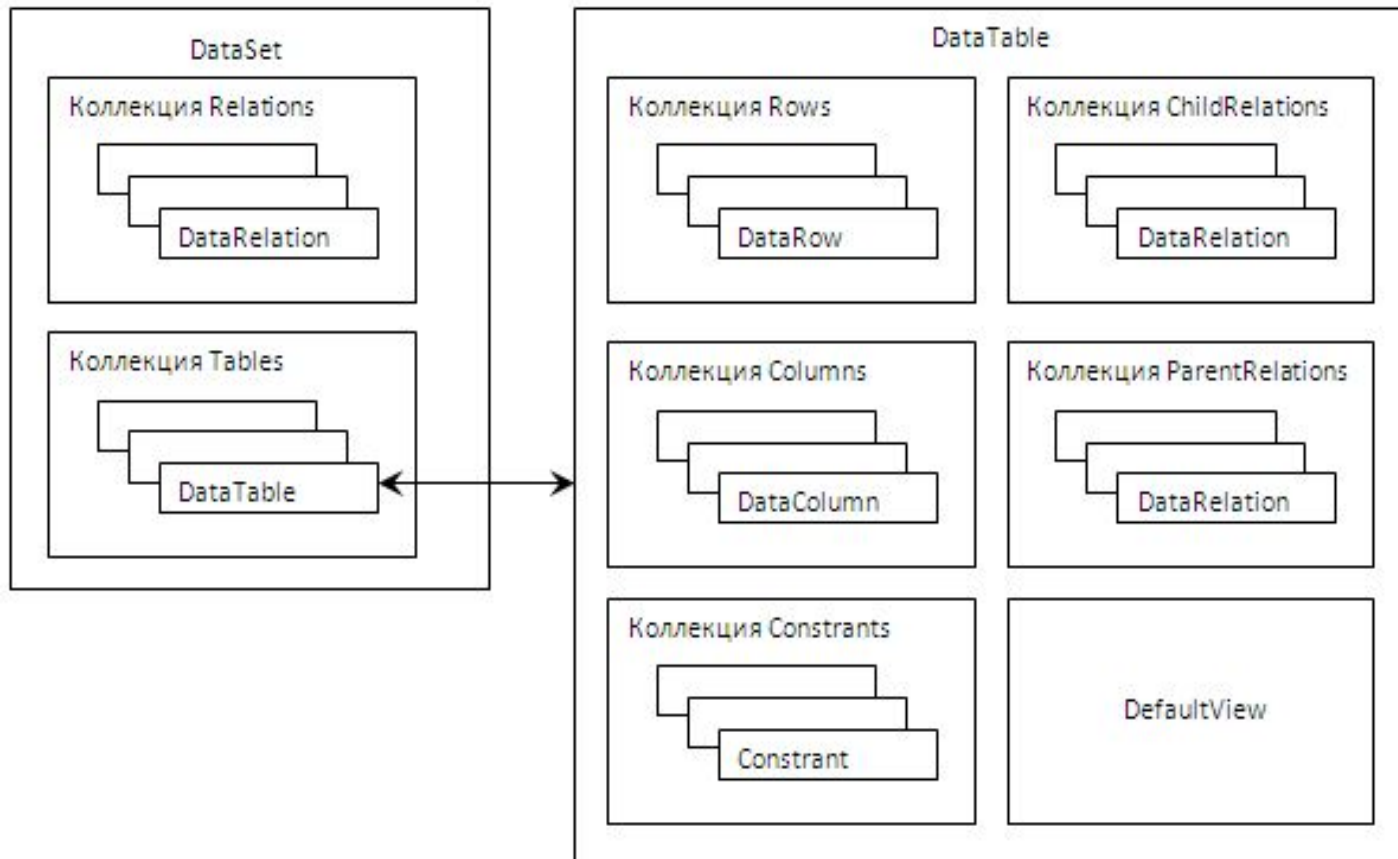 DataSet
Коллекция Relations
DataRelation
Коллекция Tables
DataTable
DataTable
Коллекция Rows
DataRow
Коллекция ChildRelations
DataRelation
Коллекция Columns
DataColumn
Коллекция ParentRelations
DataRelation
Коллекция Constrants
Constrant
DefaultView